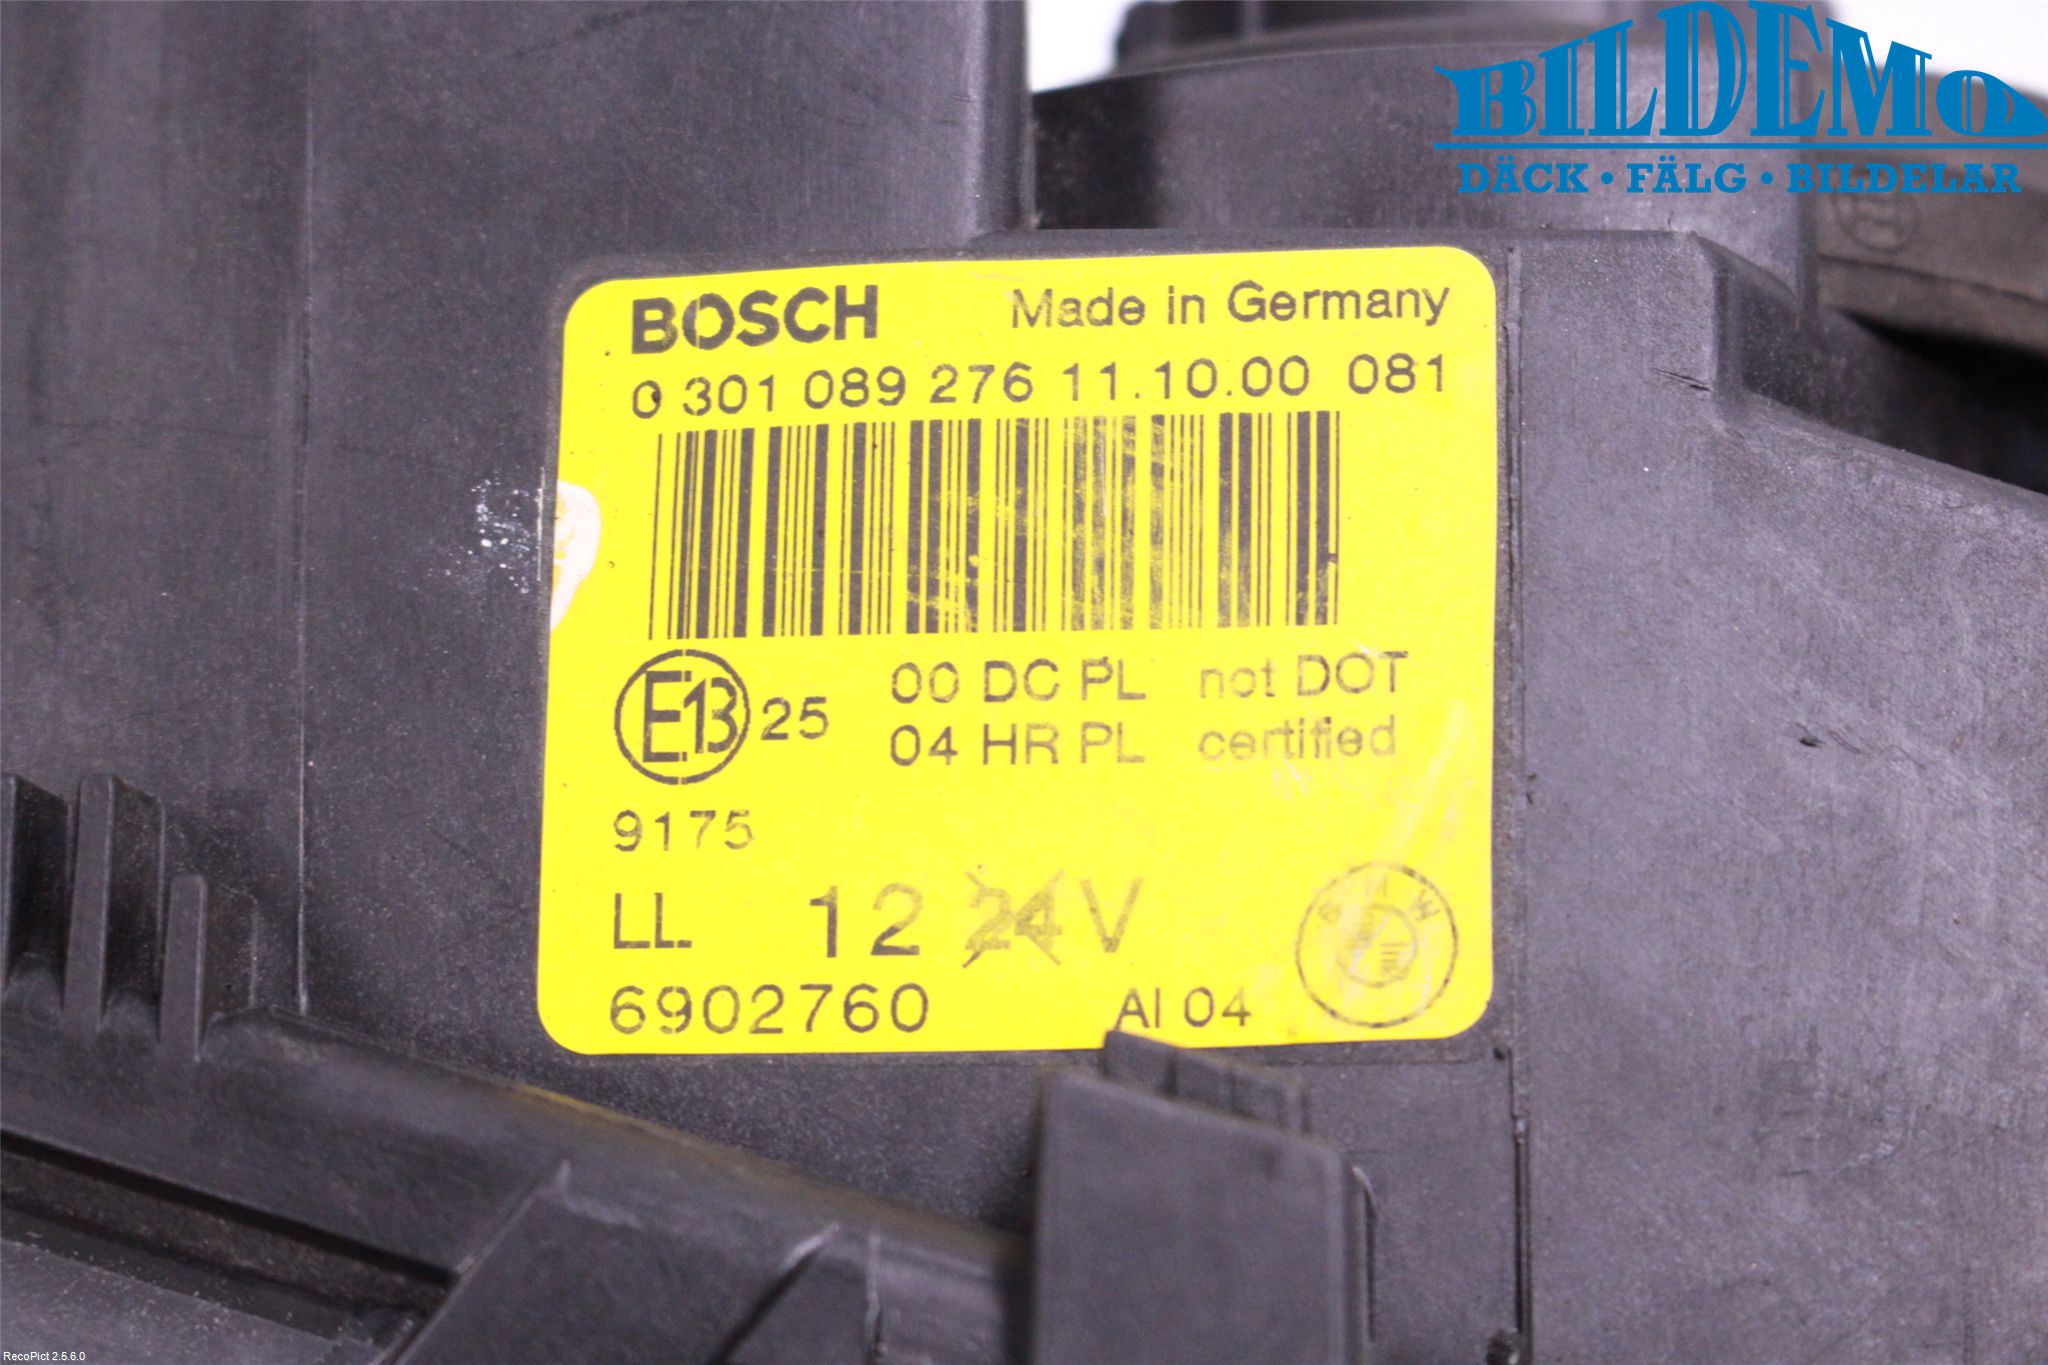 BILDEMO
DÄCK • FÄLG • BILDELAR
BOSCH Made in Germany
0 301 089 276 11.10.00 081
E13 25 00 DC PL not DOT
04 HR PL certified
9175
LL 12 24 V
6902760 AI 04
BMW
RecoPict 2.5.6.0